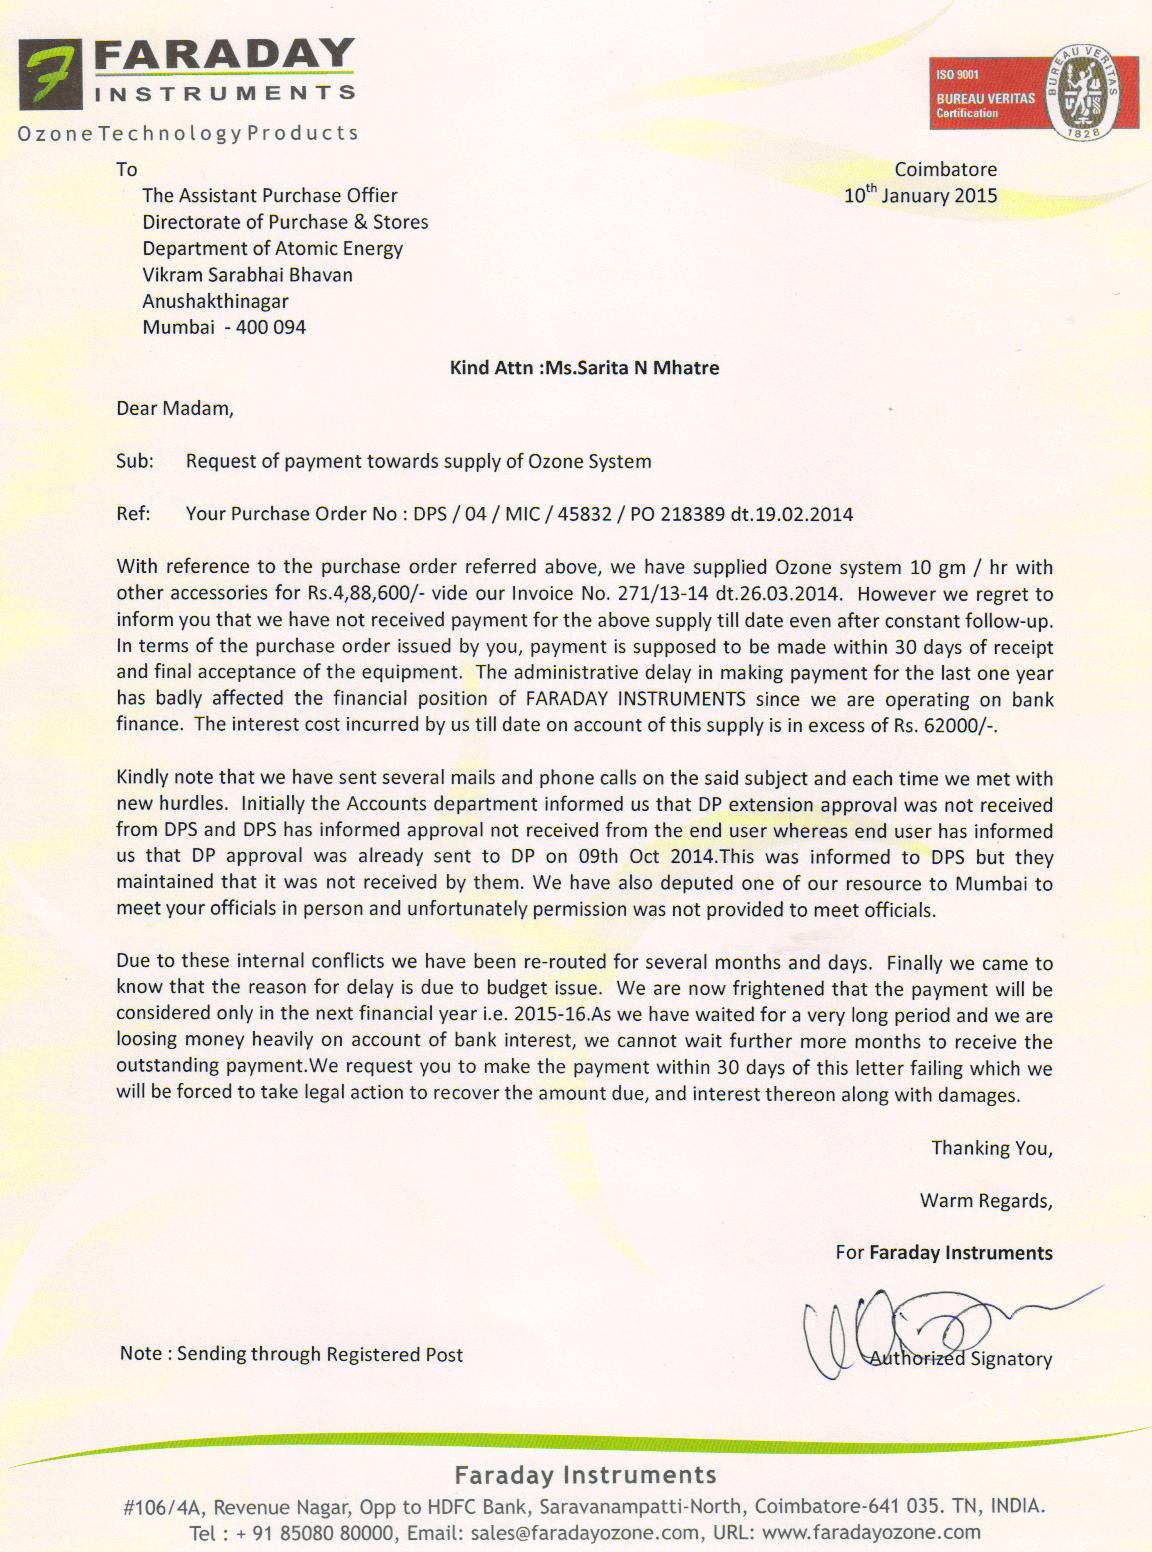 FARADAY
INSTRUMENTS
Ozone Technology Products
ISO 9001
BUREAU VERITAS
Certification
BUREAU VERITAS
1828
To
Coimbatore
The Assistant Purchase Offier
10th January 2015
Directorate of Purchase & Stores
Department of Atomic Energy
Vikram Sarabhai Bhavan
Anushakthinagar
Mumbai - 400 094
Kind Attn :Ms.Sarita N Mhatre
Dear Madam,
Sub: Request of payment towards supply of Ozone System
Ref: Your Purchase Order No : DPS / 04 / MIC / 45832 / PO 218389 dt.19.02.2014
With reference to the purchase order referred above, we have supplied Ozone system 10 gm / hr with
other accessories for Rs.4,88,600/- vide our Invoice No. 271/13-14 dt.26.03.2014. However we regret to
inform you that we have not received payment for the above supply till date even after constant follow-up.
In terms of the purchase order issued by you, payment is supposed to be made within 30 days of receipt
and final acceptance of the equipment. The administrative delay in making payment for the last one year
has badly affected the financial position of FARADAY INSTRUMENTS since we are operating on bank
finance. The interest cost incurred by us till date on account of this supply is in excess of Rs. 62000/-.
Kindly note that we have sent several mails and phone calls on the said subject and each time we met with
new hurdles. Initially the Accounts department informed us that DP extension approval was not received
from DPS and DPS has informed approval not received from the end user whereas end user has informed
us that DP approval was already sent to DP on 09th Oct 2014.This was informed to DPS but they
maintained that it was not received by them. We have also deputed one of our resource to Mumbai to
meet your officials in person and unfortunately permission was not provided to meet officials.
Due to these internal conflicts we have been re-routed for several months and days. Finally we came to
know that the reason for delay is due to budget issue. We are now frightened that the payment will be
considered only in the next financial year i.e. 2015-16.As we have waited for a very long period and we are
loosing money heavily on account of bank interest, we cannot wait further more months to receive the
outstanding payment.We request you to make the payment within 30 days of this letter failing which we
will be forced to take legal action to recover the amount due, and interest thereon along with damages.
Thanking You,
Warm Regards,
For Faraday Instruments
Note : Sending through Registered Post
Authorized Signatory
Faraday Instruments
#106/4A, Revenue Nagar, Opp to HDFC Bank, Saravanampatti-North, Coimbatore-641 035. TN, INDIA.
Tel : + 91 85080 80000, Email: sales@faradayozone.com, URL: www.faradayozone.com